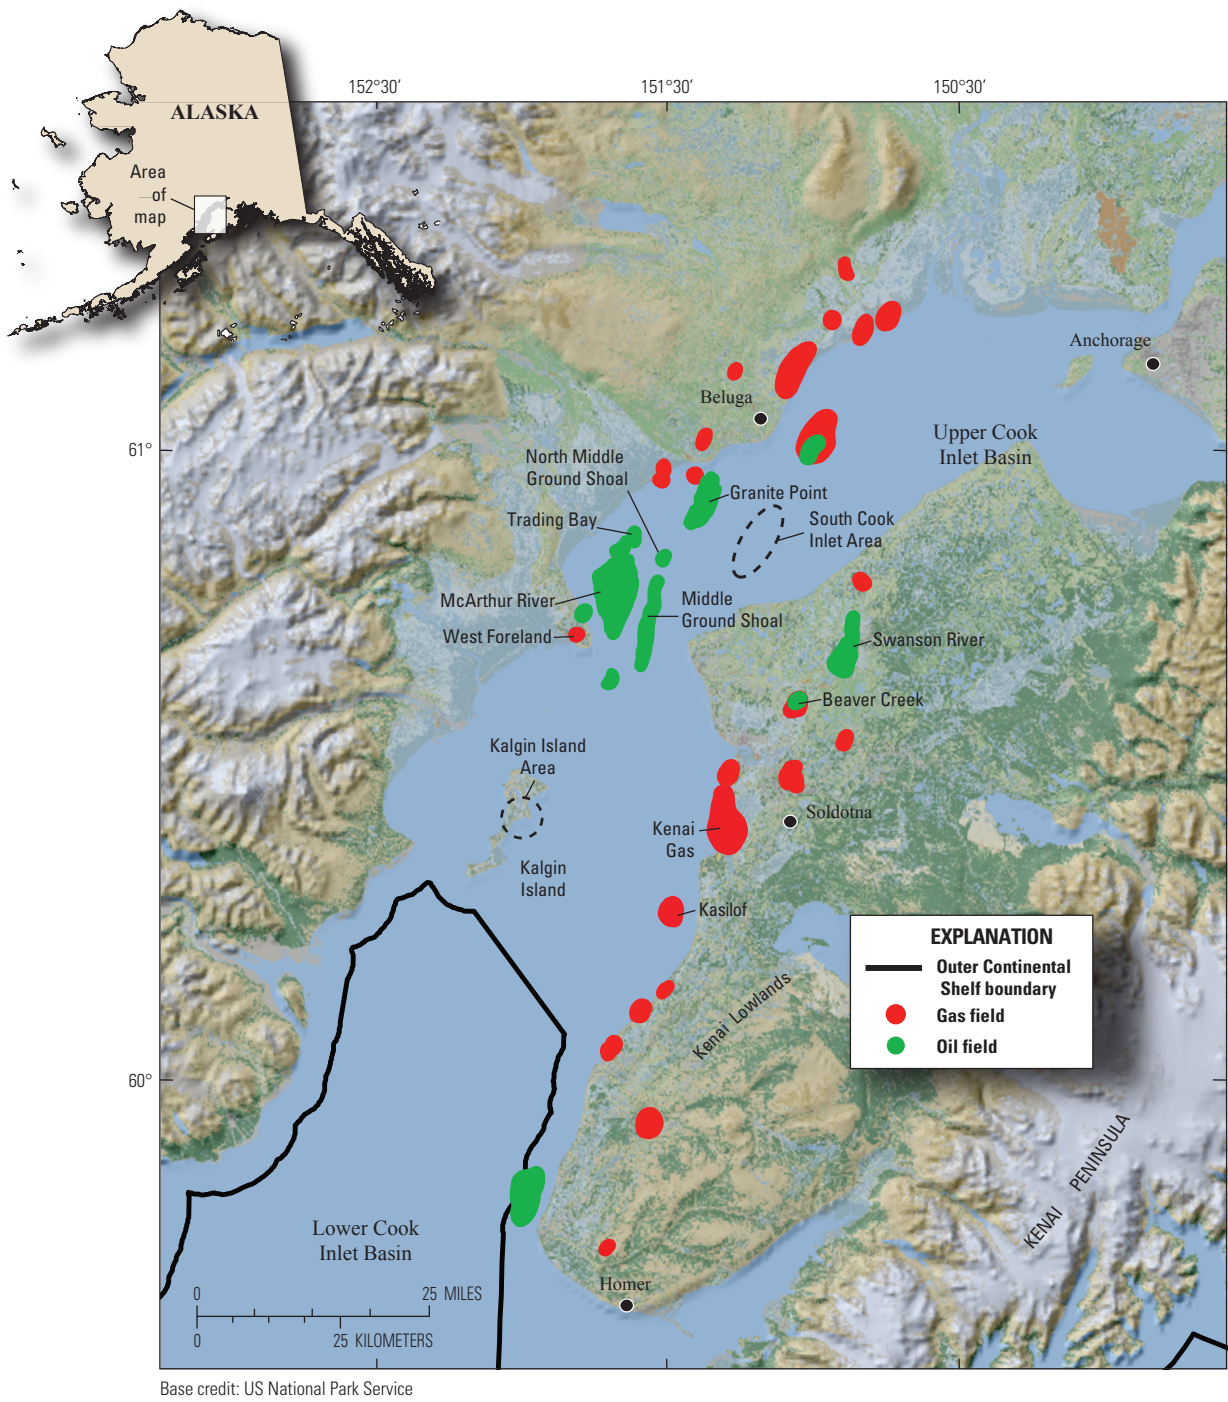 152°30′
151°30′
150°30′
ALASKA
Area
of
map
Anchorage
Beluga
61°
Upper Cook
Inlet Basin
North Middle
Ground Shoal
Granite Point
Trading Bay
South Cook
Inlet Area
McArthur River
Middle
Ground Shoal
West Foreland
Swanson River
Beaver Creek
Kalgin Island
Area
Soldotna
Kenai
Gas
Kalgin
Island
Kasilof
EXPLANATION
Outer Continental
Shelf boundary
Gas field
Oil field
Kenai Lowlands
60°
KENAI PENINSULA
Lower Cook
Inlet Basin
Homer
0
25 MILES
0
25 KILOMETERS
Base credit: US National Park Service